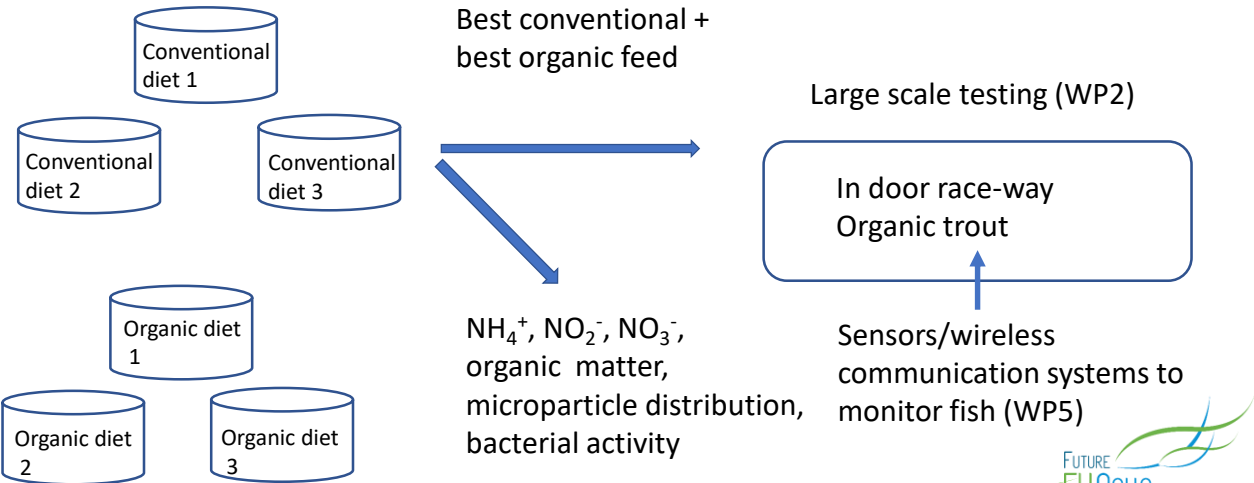 Conventional
diet 1
Conventional
diet 2
Conventional
diet 3
Organic diet
1
Organic diet
2
Organic diet
3
Best conventional +
best organic feed
NH₄⁺, NO₂⁻, NO₃⁻,
organic matter,
microparticle distribution,
bacterial activity
Large scale testing (WP2)
In door race-way
Organic trout
Sensors/wireless
communication systems to
monitor fish (WP5)
FUTURE